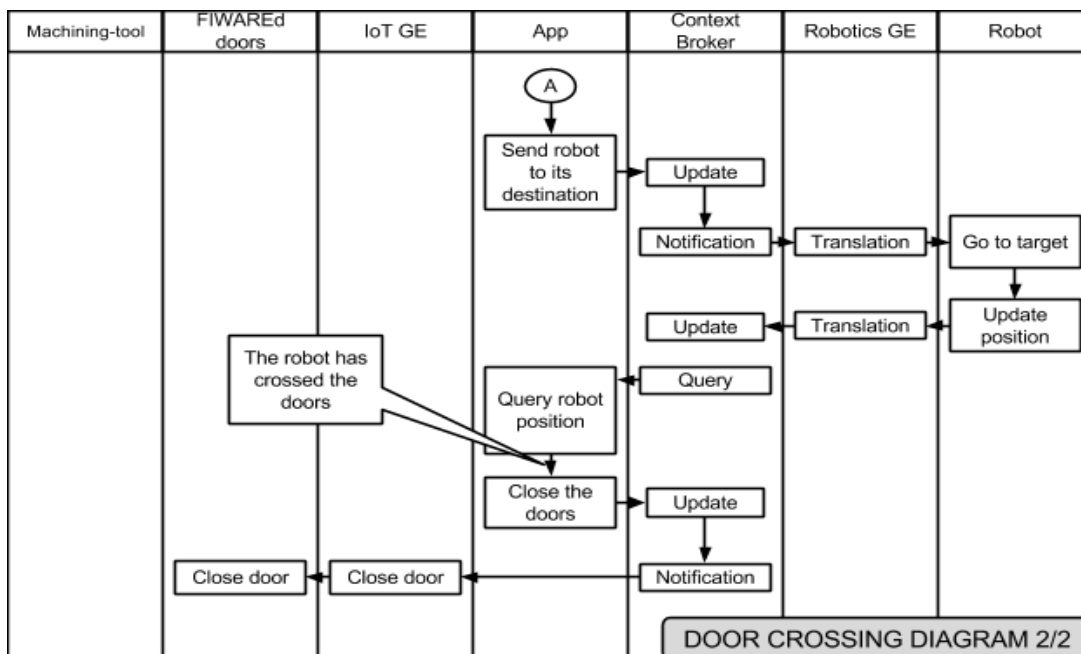 Machining-tool
FIWAREd
doors
IoT GE
App
Context
Broker
Robotics GE
Robot
A
Send robot
to its
destination
Update
Notification
Translation
Go to target
Update
Translation
Update
position
The robot has
crossed the
doors
Query robot
position
Query
Close the
doors
Update
Close door
Close door
Notification
DOOR CROSSING DIAGRAM 2/2